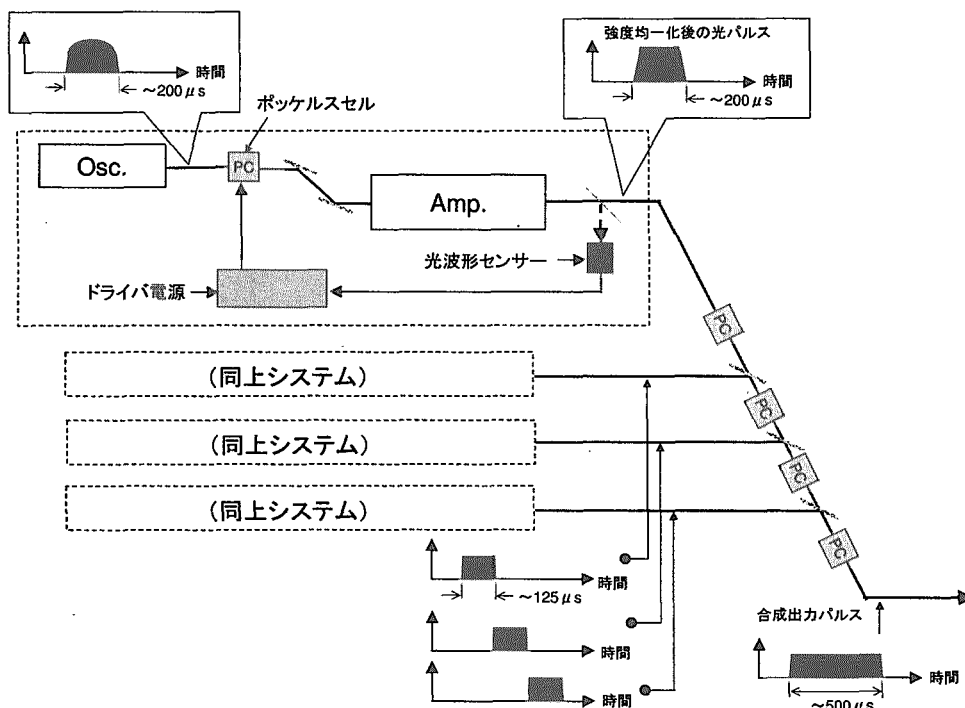 時間
～200μs
強度均一化後の光パルス
時間
～200μs
ポッケルスセル
Osc.
PC
Amp.
光波形センサー
ドライバ電源
PC
(同上システム)
PC
(同上システム)
PC
(同上システム)
PC
時間
～125μs
時間
時間
合成出力パルス
時間
～500μs